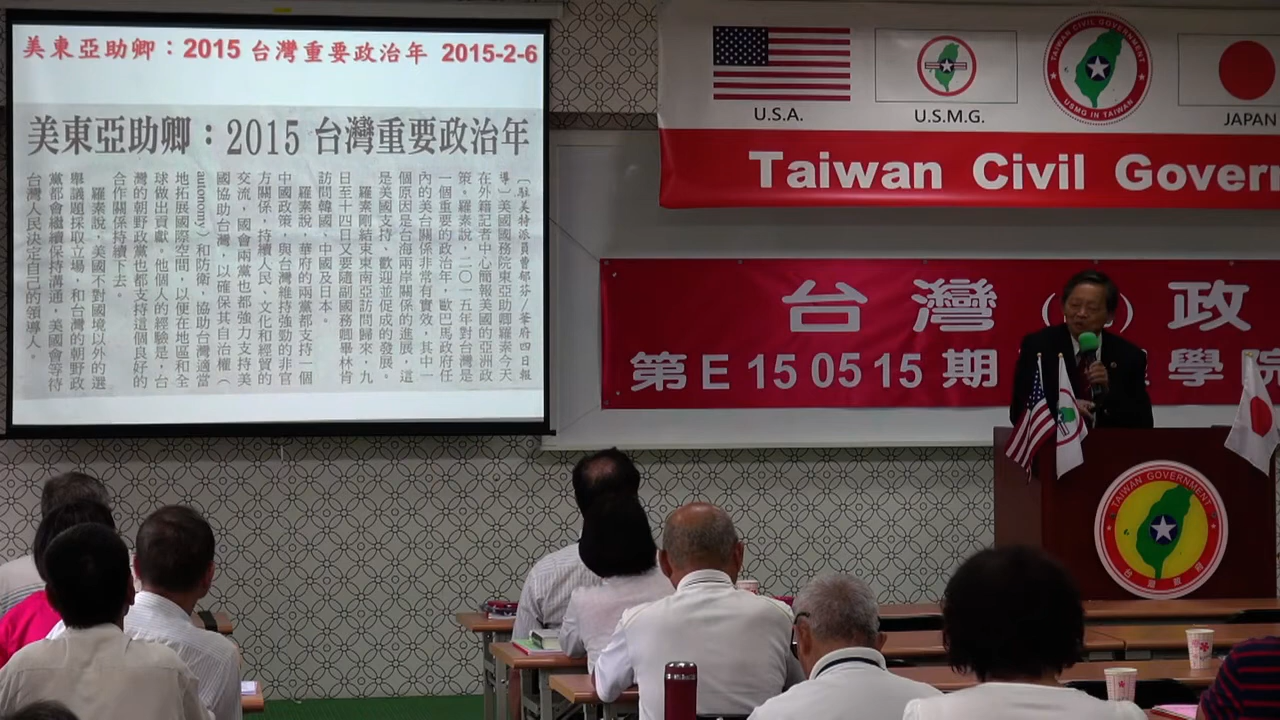 美東亞助卿：2015 台灣重要政治年 2015-2-6
美東亞助卿：2015 台灣重要政治年
〔駐美特派員曹郁芬／華府四日報
導〕美國國務院東亞助卿羅素今天
在外籍記者中心簡報美國的亞洲政
策。羅素說，二○一五年對台灣是
一個重要的政治年，歐巴馬政府任
內的美台關係非常有實效，其中一
個原因是台海兩岸關係的進展，這
是美國支持、歡迎並促成的發展。
羅素剛結束東南亞訪問歸來，九
日至十四日又要隨副國務卿畢林肯
訪問韓國、中國及日本。
羅素說，華府的兩黨都支持一個
中國政策，與台灣維持強勁的非官
方關係，持續人民、文化和經貿的
交流，國會兩黨也都強力支持美
國協助台灣，以確保其自治權（
autonomy）和防衛，協助台灣適當
地拓展國際空間，以便在地區和全
球做出貢獻。他個人的經驗是，台
灣的朝野政黨也都支持這個良好的
合作關係持續下去。
羅素說，美國不對國境以外的選
舉議題採取立場，和台灣的朝野政
黨都會繼續保持溝通，美國會等待
台灣人民決定自己的領導人。
U.S.A.
U.S.M.G.
TAIWAN CIVIL GOVERNMENT
USMG IN TAIWAN
JAPAN
Taiwan Civil Govern
台灣（）政
第E150515期 學院
TAIWAN GOVERNMENT
台灣政府